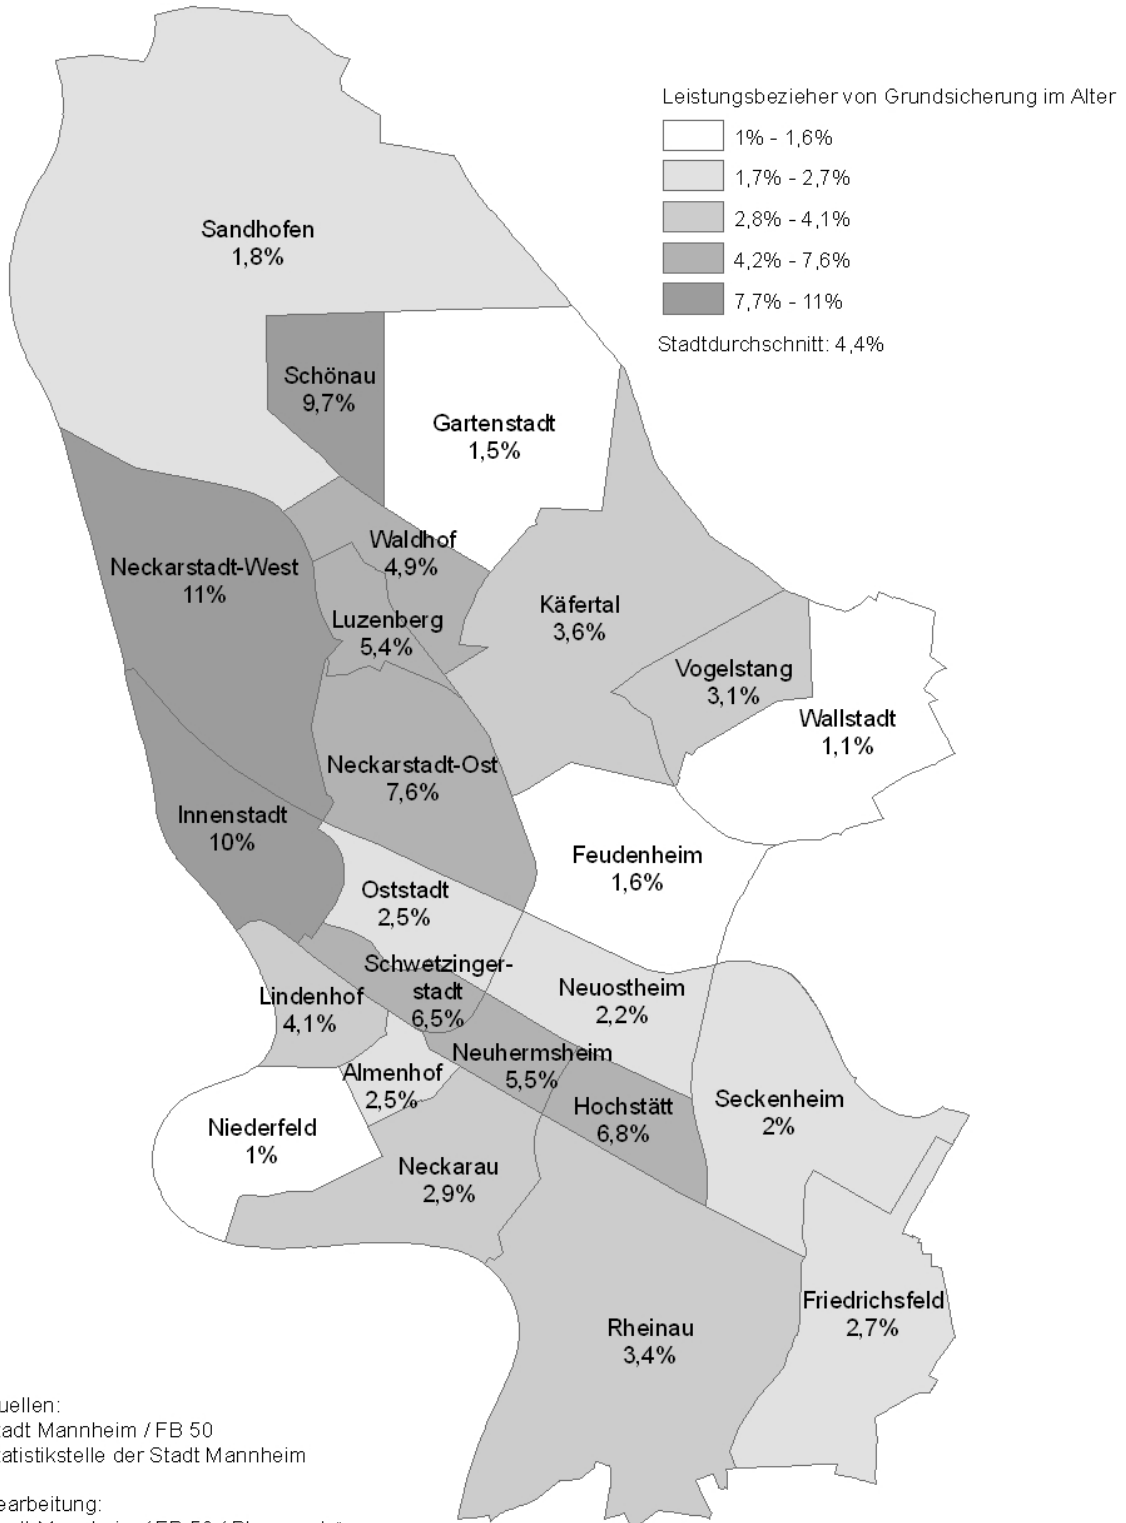 Leistungsbezieher von Grundsicherung im Alter
1% - 1,6%
1,7% - 2,7%
2,8% - 4,1%
4,2% - 7,6%
7,7% - 11%
Stadtdurchschnitt: 4,4%
Sandhofen
1,8%
Schönau
9,7%
Gartenstadt
1,5%
Waldhof
4,9%
Neckarstadt-West
11%
Luzenberg
5,4%
Käfertal
3,6%
Vogelstang
3,1%
Wallstadt
1,1%
Neckarstadt-Ost
7,6%
Innenstadt
10%
Feudenheim
1,6%
Oststadt
2,5%
Schwetzinger-
stadt
6,5%
Lindenhof
4,1%
Neuostheim
2,2%
Neuhermsheim
5,5%
Almenhof
2,5%
Hochstätt
6,8%
Seckenheim
2%
Niederfeld
1%
Neckarau
2,9%
Friedrichsfeld
2,7%
Rheinau
3,4%
uellen:
tadt Mannheim / FB 50
tatistikstelle der Stadt Mannheim
earbeitung: